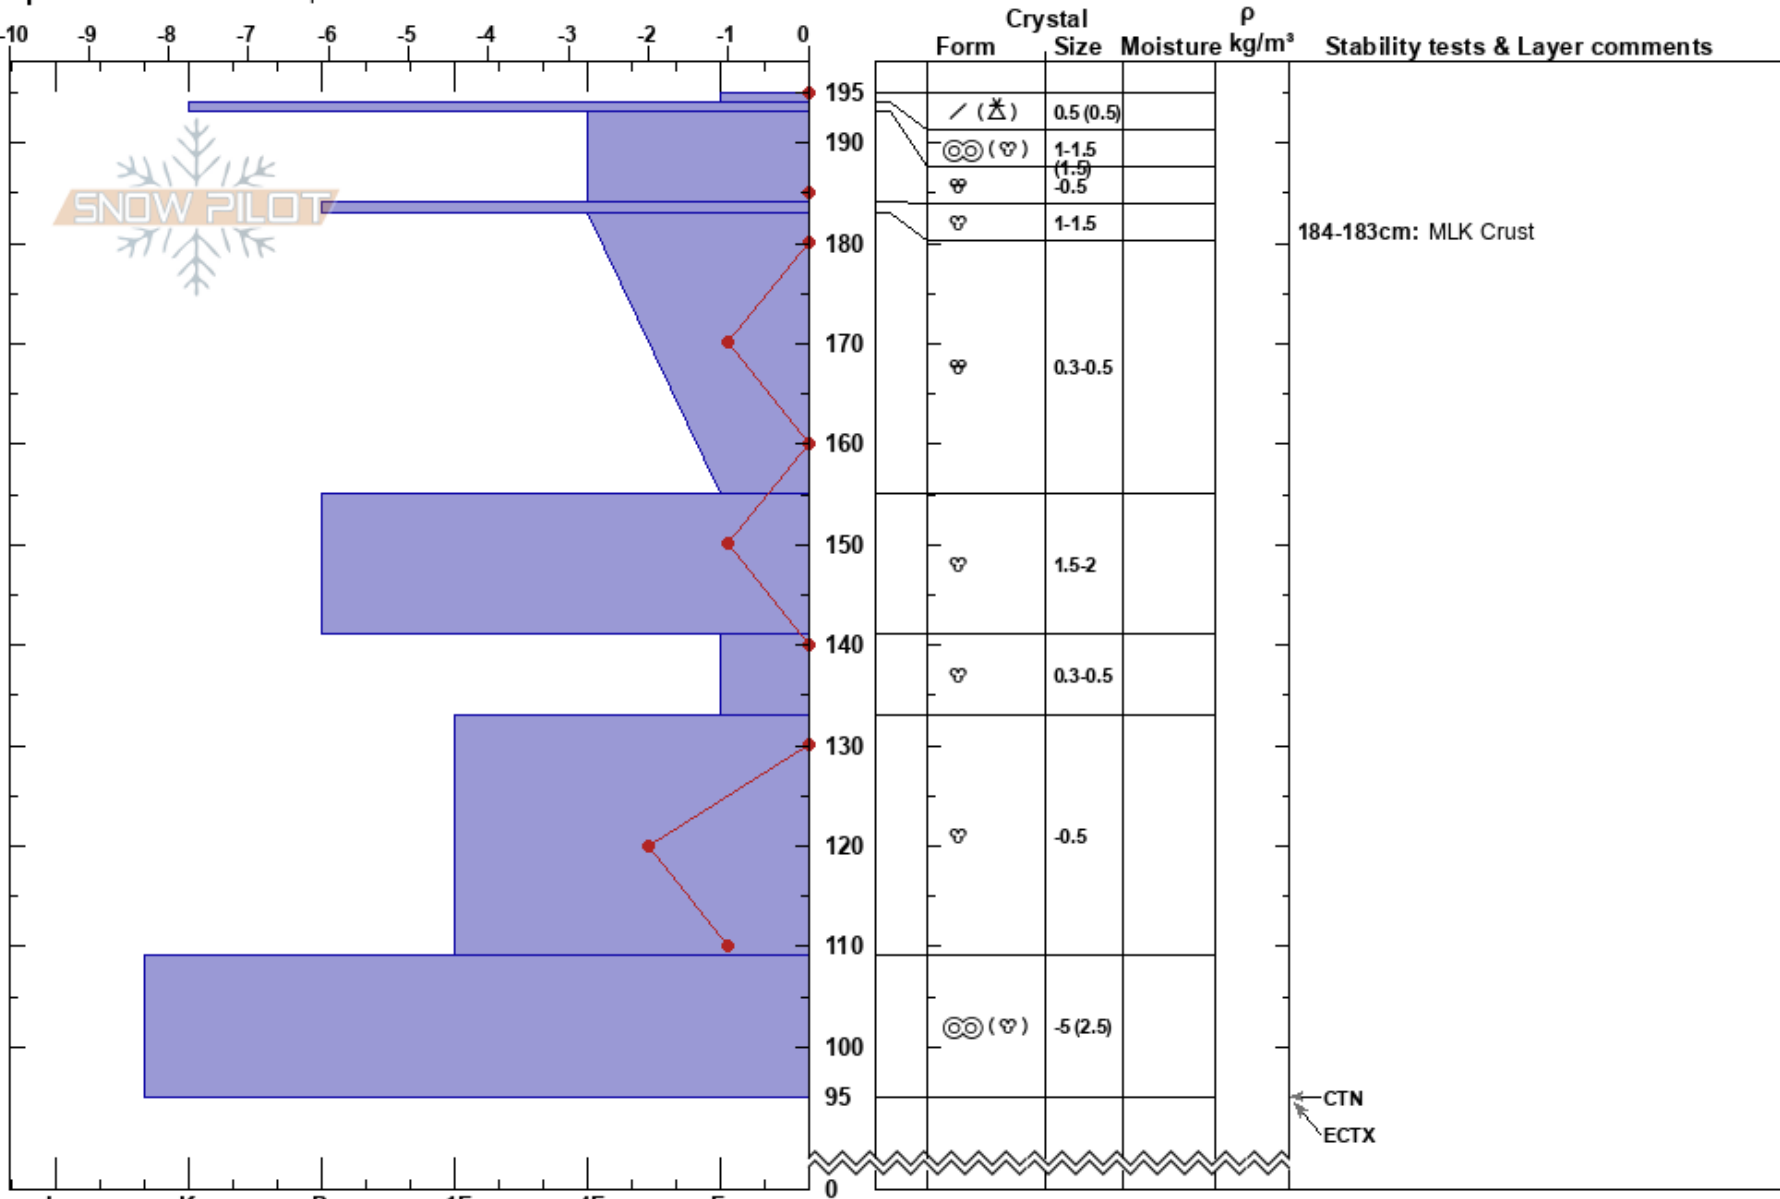 Crystal ρ
-10 -9 -8 -7 -6 -5 -4 -3 -2 -1 0 Form Size Moisture kg/m³ Stability tests & Layer comments
195
( ) 0.5 (0.5)
190 ( ) 1-1.5
(1.5)
-0.5
SNOW PILOT
1-1.5 184-183cm: MLK Crust
180
170
0.3-0.5
160
150
1.5-2
140
0.3-0.5
130
120 -0.5
110
( ) -5 (2.5)
100
95 CTN
ECTX
0